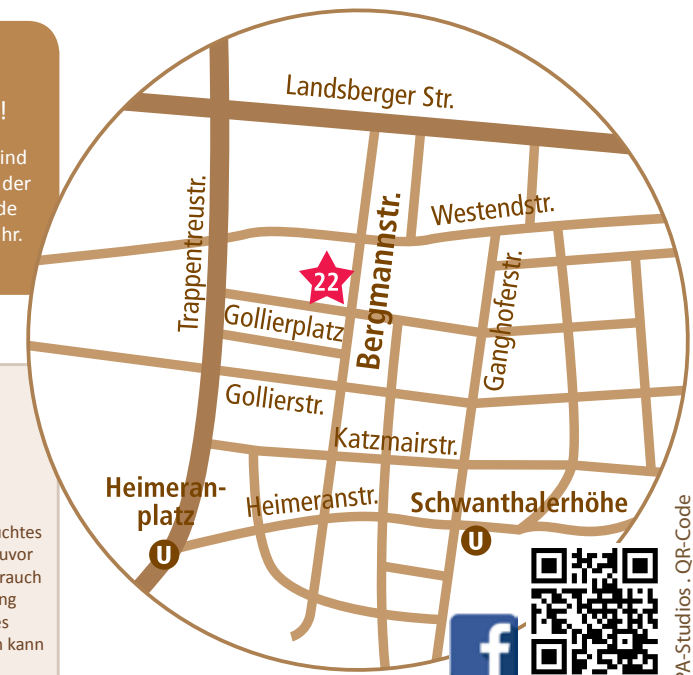 !
ind
der
de
hr.
Landsberger Str.
Trappentreustr.
Bergmannstr.
Westendstr.
Ganghoferstr.
22
Gollierplatz
Gollierstr.
Katzmairstr.
Heimeran-
platz
Heimeranstr.
Schwanthalerhöhe
U
U
uchtes
uvor
rauch
ng
es
n kann
f
PA-Studios . QR-Code